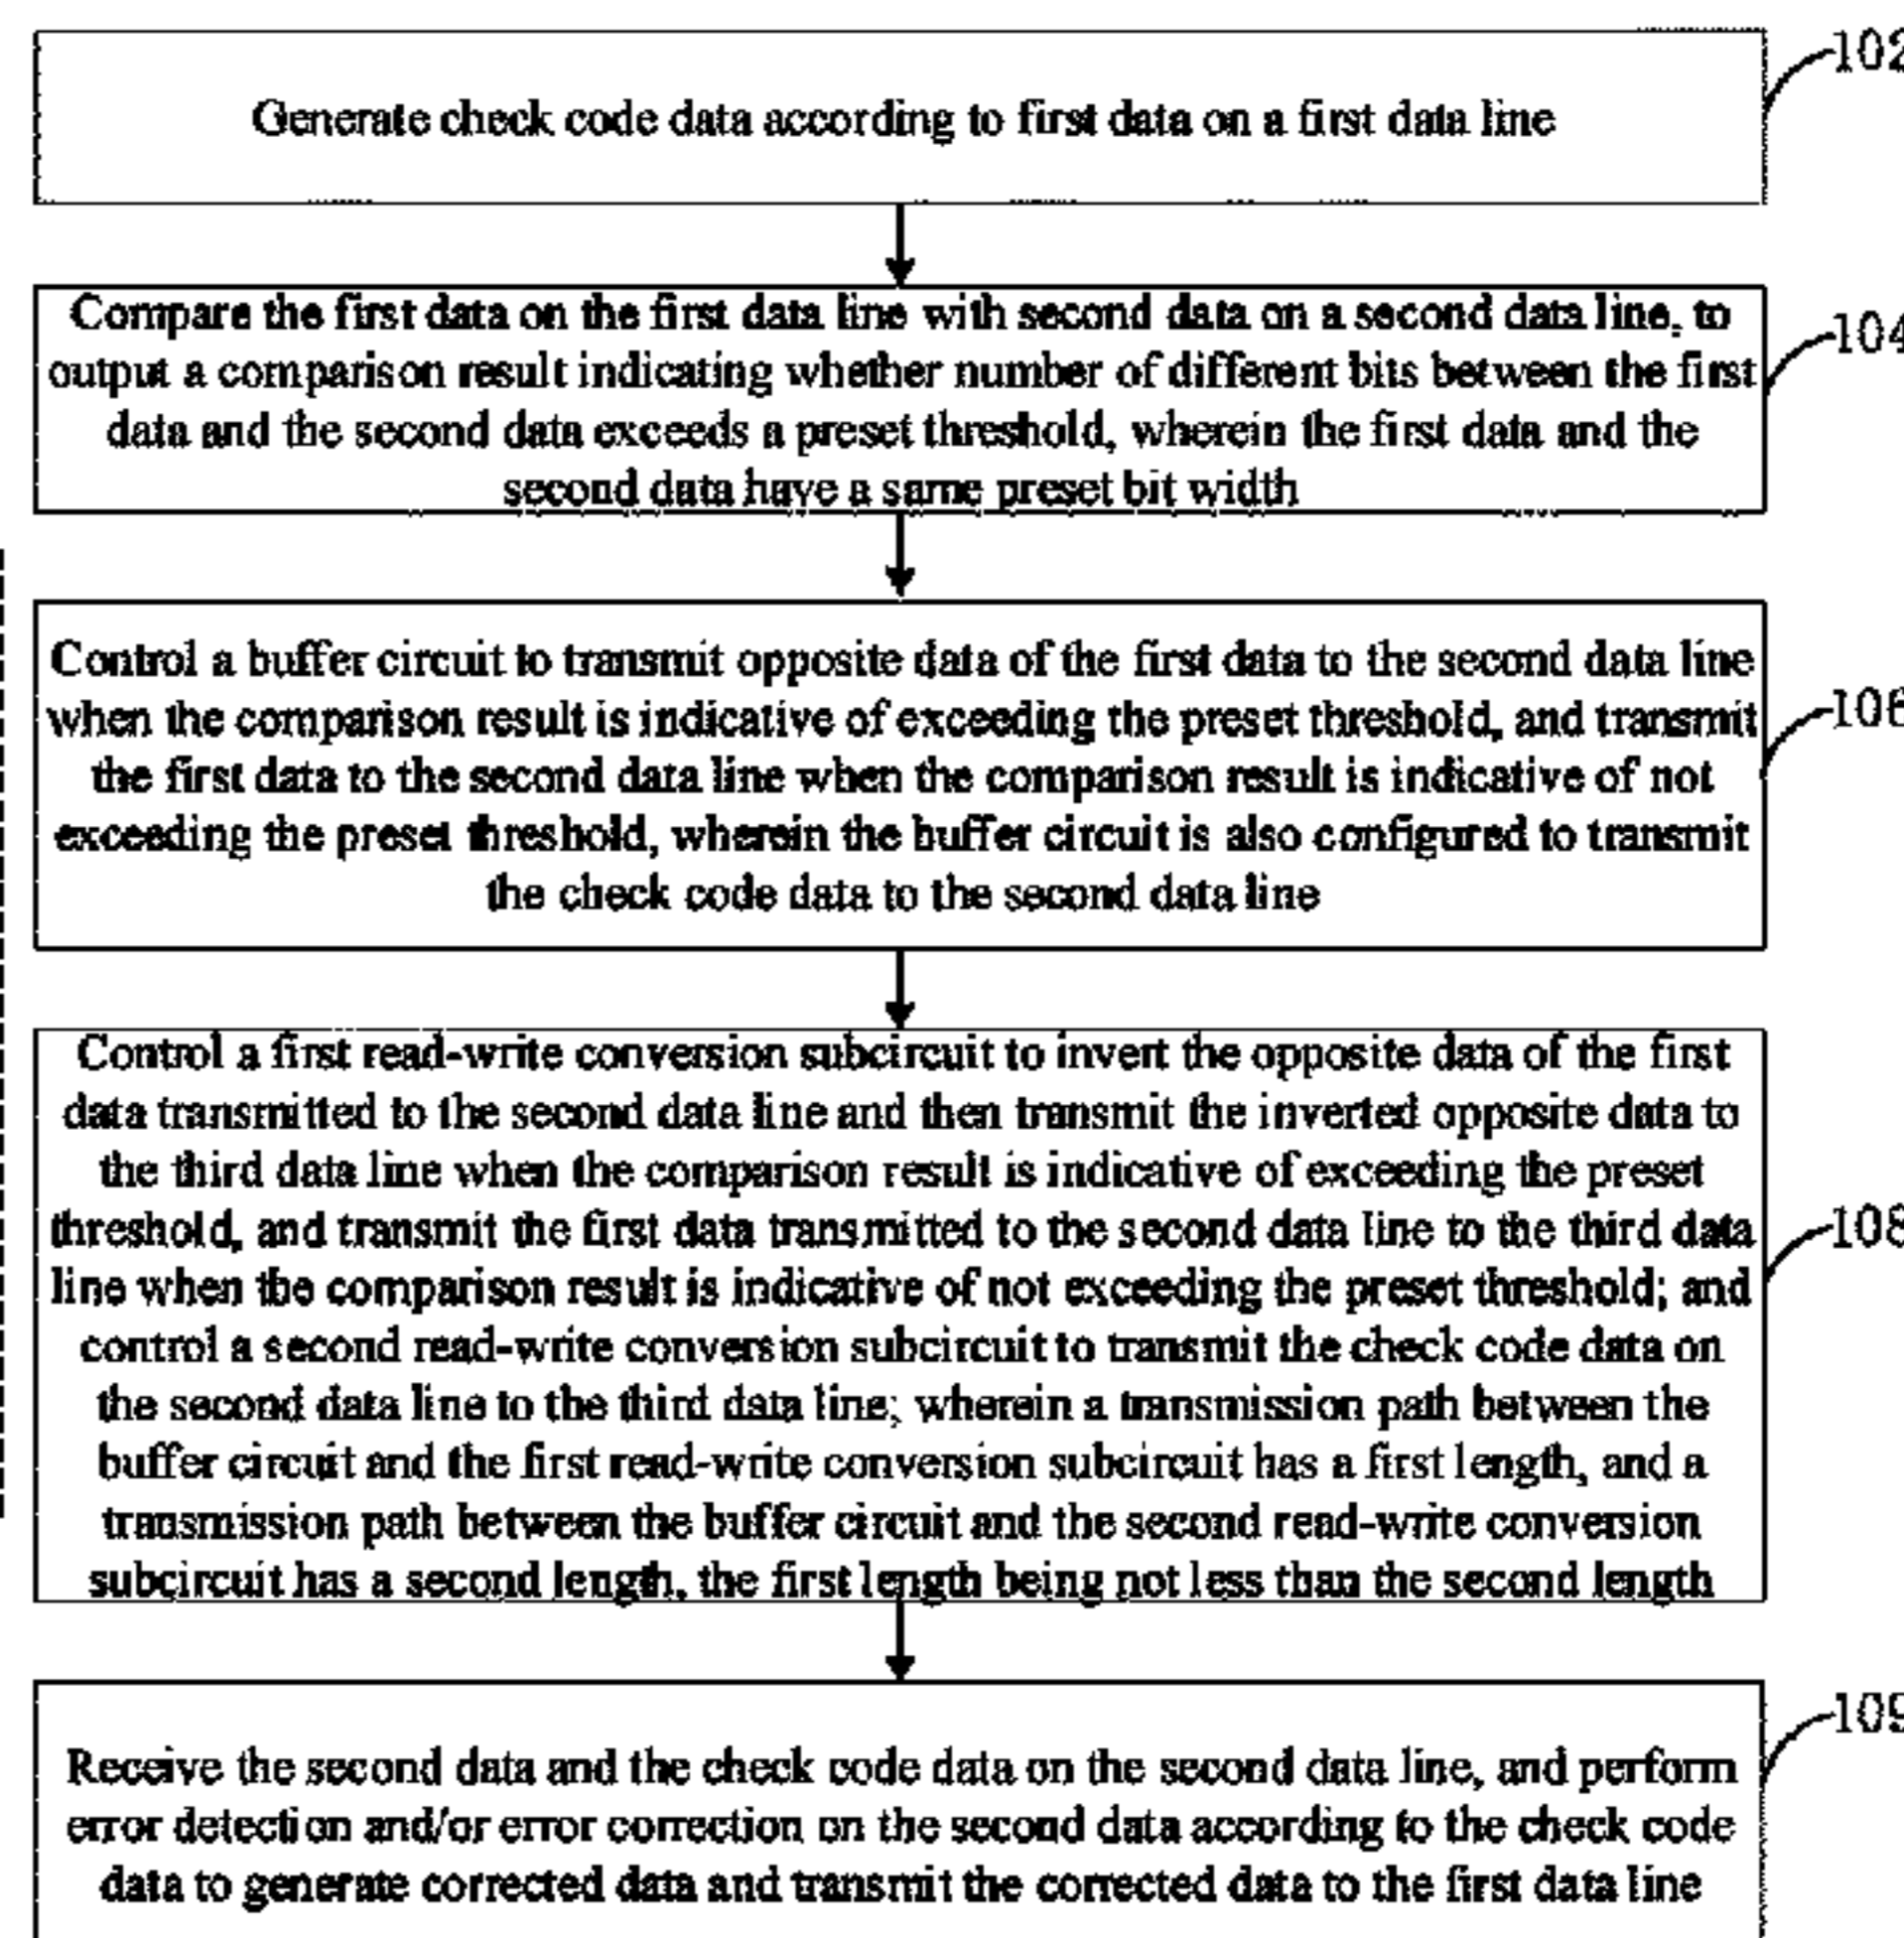 102
Generate check code data according to first data on a first data line
Compare the first data on the first data line with second data on a second data line, to
104
output a comparison result indicating whether number of different bits between the first
data and the second data exceeds a preset threshold, wherein the first data and the
second data have a same preset bit width
Control a buffer circuit to transmit opposite data of the first data to the second data line
106
when the comparison result is indicative of exceeding the preset threshold, and transmit
the first data to the second data line when the comparison result is indicative of not
exceeding the preset threshold, wherein the buffer circuit is also configured to transmit
the check code data to the second data line
Control a first read-write conversion subcircuit to invert the opposite data of the first
data transmitted to the second data line and then transmit the inverted opposite data to
the third data line when the comparison result is indicative of exceeding the preset
threshold, and transmit the first data transmitted to the second data line to the third data
108
line when the comparison result is indicative of not exceeding the preset threshold; and
control a second read-write conversion subcircuit to transmit the check code data on
the second data line to the third data line; wherein a transmission path between the
buffer circuit and the first read-write conversion subcircuit has a first length, and a
transmission path between the buffer circuit and the second read-write conversion
subcircuit has a second length, the first length being not less than the second length
109
Receive the second data and the check code data on the second data line, and perform
error detection and/or error correction on the second data according to the check code
data to generate corrected data and transmit the corrected data to the first data line